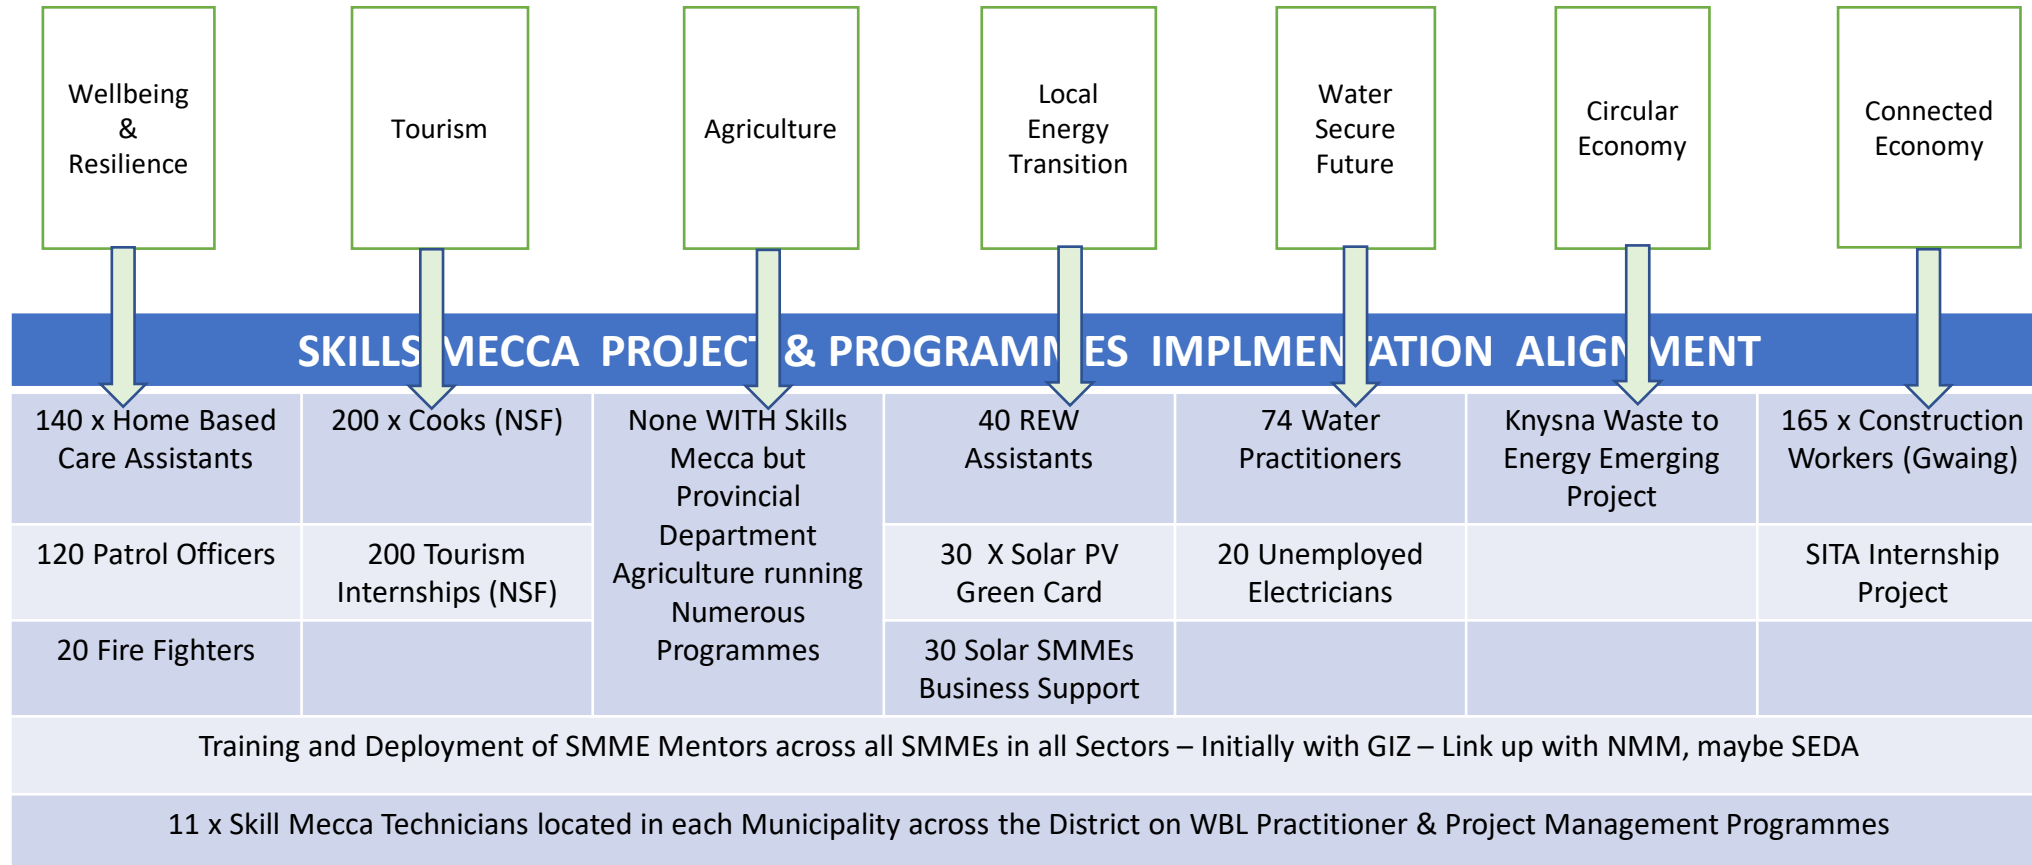 Wellbeing
&
Resilience
Tourism
Agriculture
Local
Energy
Transition
Water
Secure
Future
Circular
Economy
Connected
Economy
SKILLS MECCA PROJECT & PROGRAMMES IMPLMENTATION ALIGNMENT
140 x Home Based
Care Assistants
200 x Cooks (NSF)
None WITH Skills
Mecca but
Provincial
Department
Agriculture running
Numerous
Programmes
40 REW
Assistants
74 Water
Practitioners
Knysna Waste to
Energy Emerging
Project
165 x Construction
Workers (Gwaing)
120 Patrol Officers
200 Tourism
Internships (NSF)
30 X Solar PV
Green Card
20 Unemployed
Electricians
SITA Internship
Project
20 Fire Fighters
30 Solar SMMEs
Business Support
Training and Deployment of SMME Mentors across all SMMEs in all Sectors – Initially with GIZ – Link up with NMM, maybe SEDA
11 x Skill Mecca Technicians located in each Municipality across the District on WBL Practitioner & Project Management Programmes